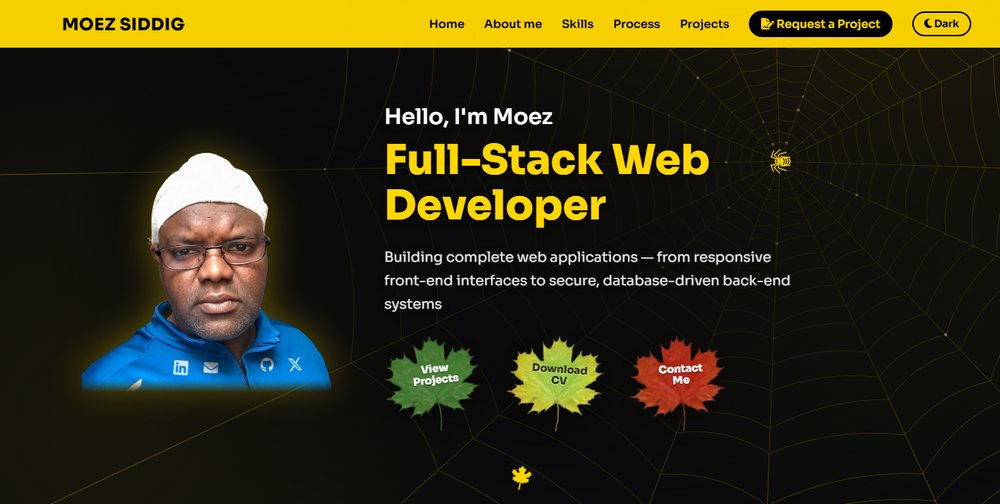 MOEZ SIDDIG
Home
About me
Skills
Process
Projects
Request a Project
Dark
Hello, I'm Moez
Full-Stack Web
Developer
Building complete web applications — from responsive
front-end interfaces to secure, database-driven back-end
systems
View
Projects
Download
CV
Contact
Me